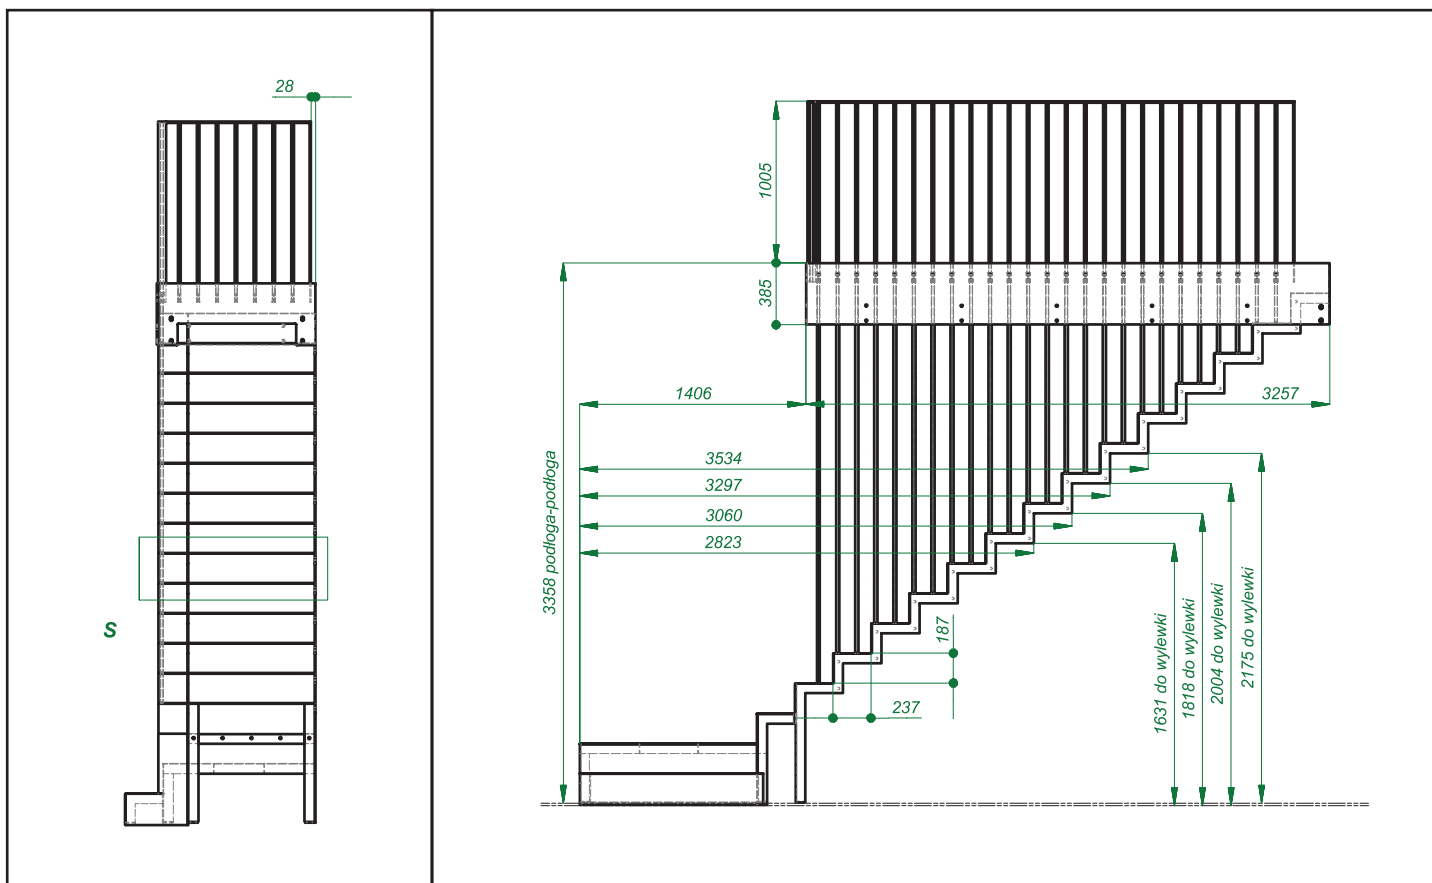 28
S
1005
385
1406
3257
3358 podłoga-podłoga
3534
3297
3060
2823
187
237
1631 do wylewki
1818 do wylewki
2004 do wylewki
2175 do wylewki